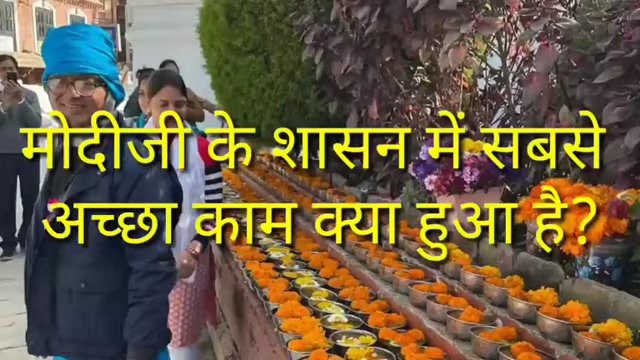 मोदीजी के शासन में सबसे
अच्छा काम क्या हुआ है?